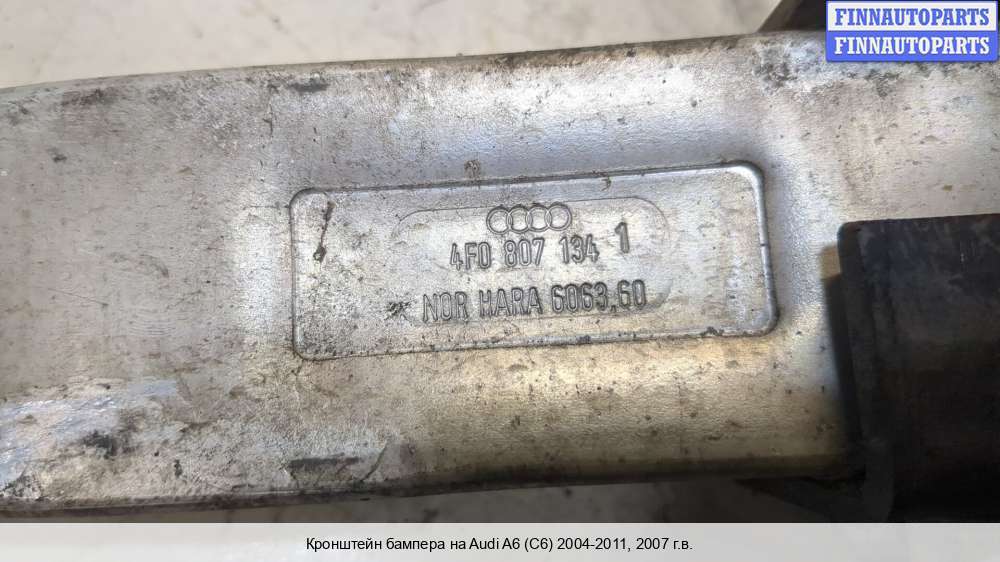 FINNAUTOPARTS
FINNAUTOPARTS
4F0 807 134 1
NOR HARA 6063,60
Кронштейн бампера на Audi A6 (C6) 2004-2011, 2007 г.в.